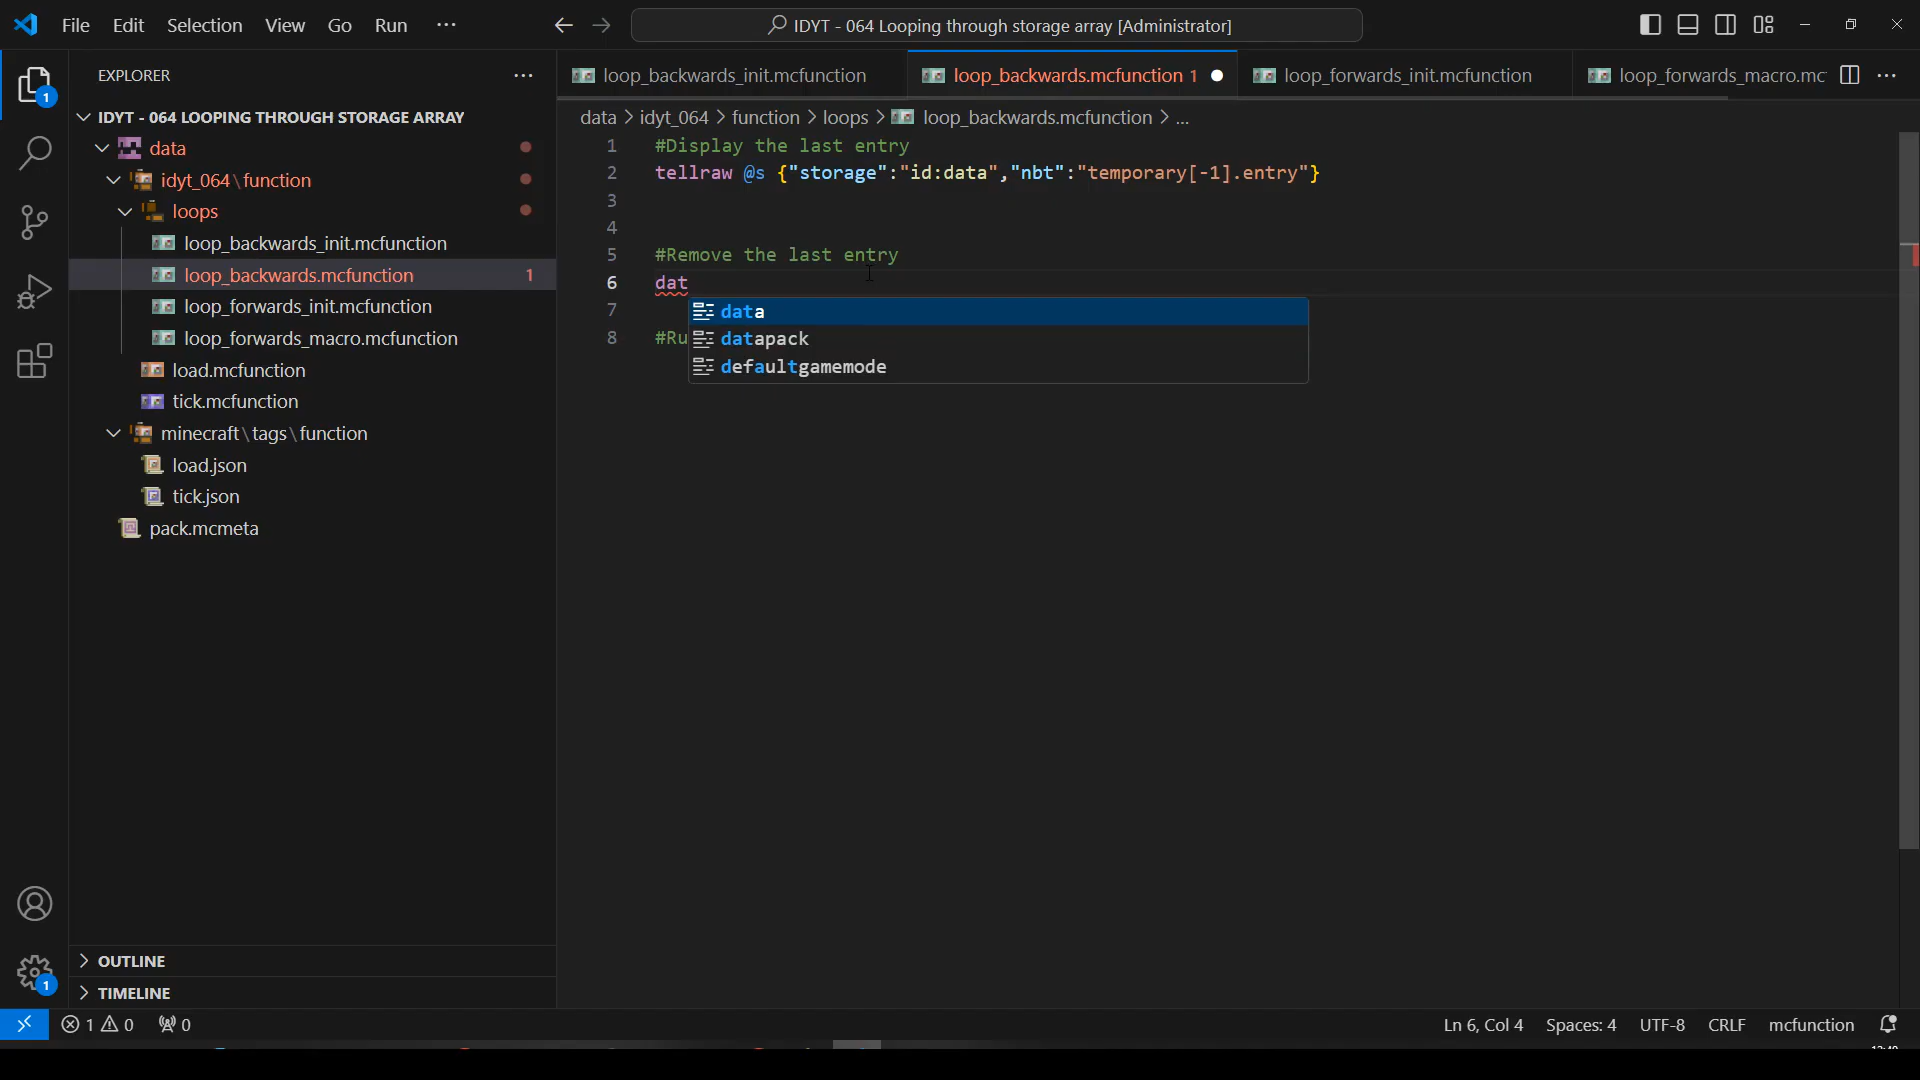 File Edit Selection View Go Run ···
IDYT - 064 Looping through storage array [Administrator]
EXPLORER
1
IDYT - 064 LOOPING THROUGH STORAGE ARRAY
data
idyt_064\function
loops
loop_backwards_init.mcfunction
loop_backwards.mcfunction 1
loop_forwards_init.mcfunction
loop_forwards_macro.mcfunction
load.mcfunction
tick.mcfunction
minecraft\tags\function
load.json
tick.json
pack.mcmeta
OUTLINE
TIMELINE
1
loop_backwards_init.mcfunction loop_backwards.mcfunction 1 loop_forwards_init.mcfunction loop_forwards_macro.mc
data > idyt_064 > function > loops > loop_backwards.mcfunction > ...
1 #Display the last entry
2 tellraw @s {"storage":"id:data","nbt":"temporary[-1].entry"}
3
4
5 #Remove the last entry
6 dat
7
8 #Ru
data
datapack
defaultgamemode
1 0 0
Ln 6, Col 4 Spaces: 4 UTF-8 CRLF mcfunction